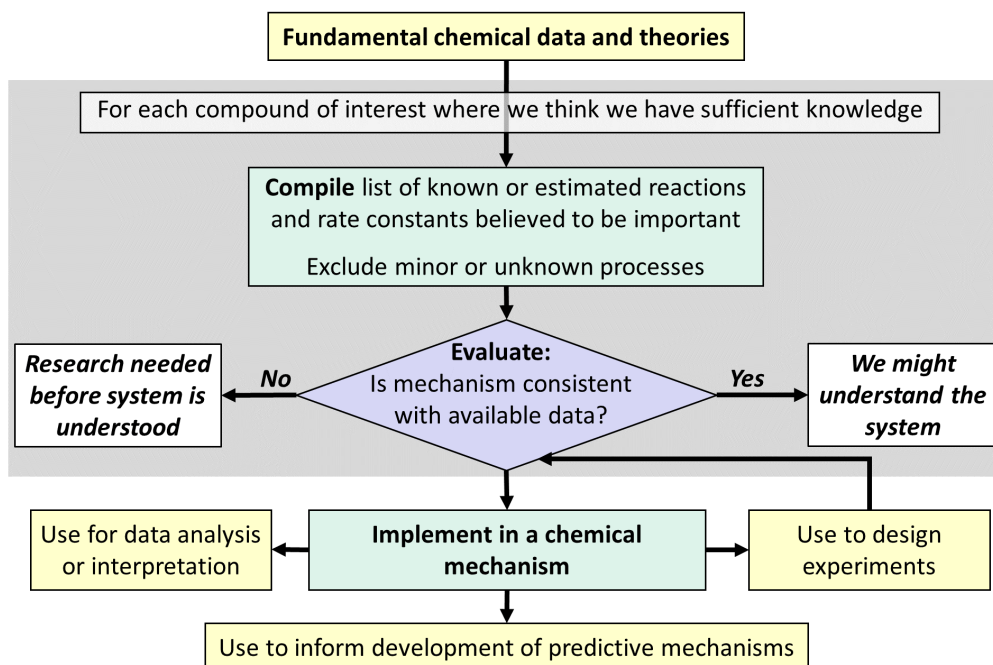 Fundamental chemical data and theories
For each compound of interest where we think we have sufficient knowledge
Compile list of known or estimated reactions
and rate constants believed to be important
Exclude minor or unknown processes
Evaluate:
Is mechanism consistent
with available data?
No
Research needed
before system is
understood
Yes
We might
understand the
system
Implement in a chemical
mechanism
Use for data analysis
or interpretation
Use to design
experiments
Use to inform development of predictive mechanisms